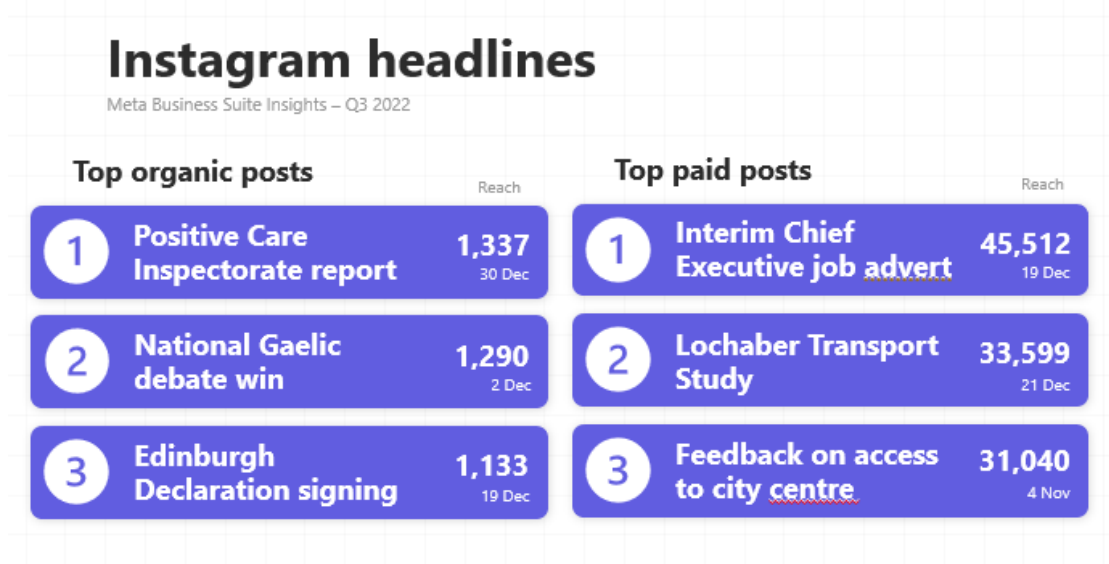 Instagram headlines
Meta Business Suite Insights – Q3 2022
Top organic posts
Reach
1
Positive Care
Inspectorate report
1,337
30 Dec
2
National Gaelic
debate win
1,290
2 Dec
3
Edinburgh
Declaration signing
1,133
19 Dec
Top paid posts
Reach
1
Interim Chief
Executive job advert
45,512
19 Dec
2
Lochaber Transport
Study
33,599
21 Dec
3
Feedback on access
to city centre
31,040
4 Nov